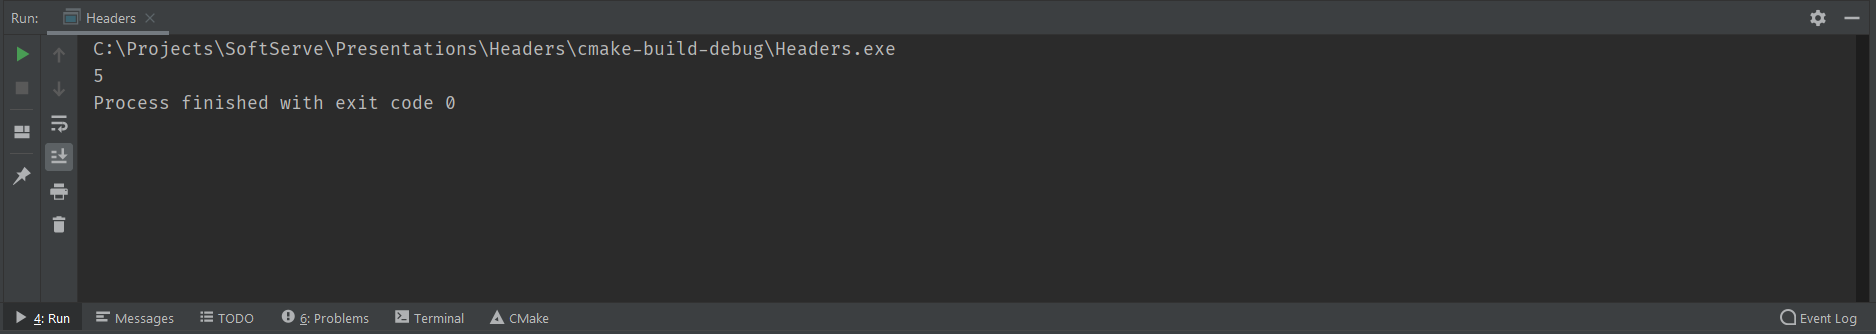 Run: Headers
C:\Projects\SoftServe\Presentations\Headers\cmake-build-debug\Headers.exe
5
Process finished with exit code 0
4: Run Messages TODO 6: Problems Terminal CMake Event Log